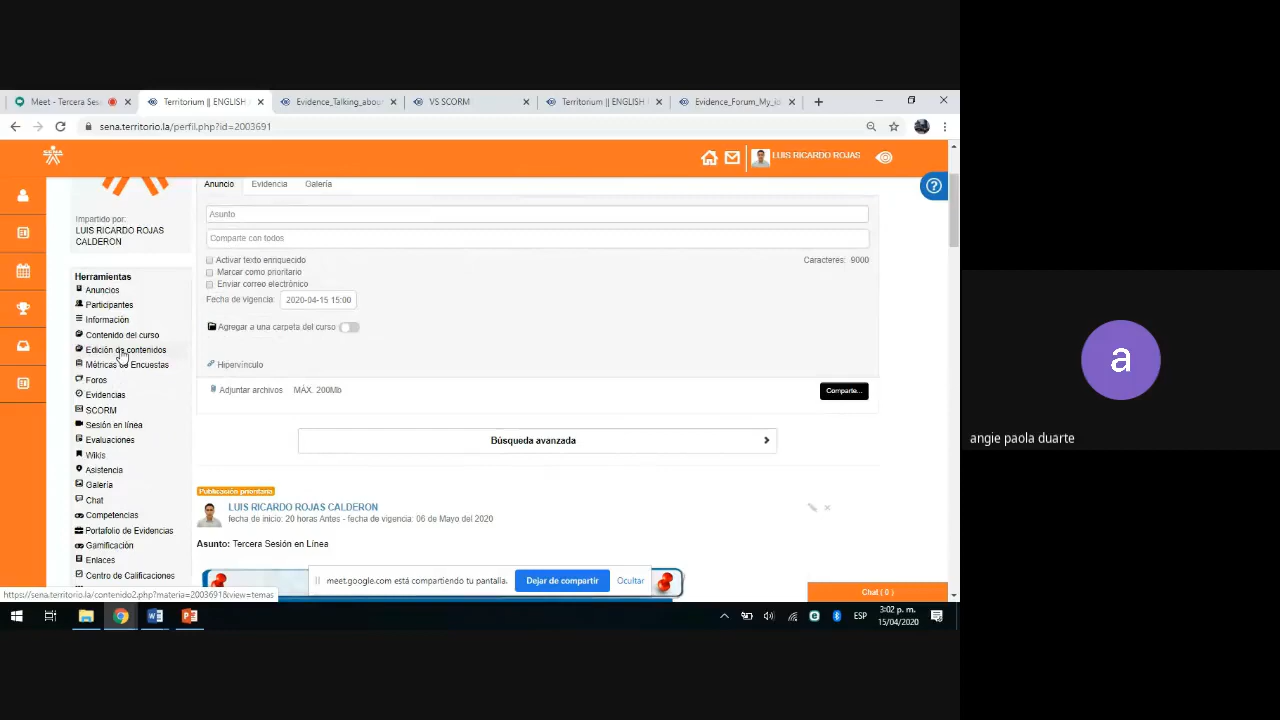 Meet - Tercera Ses
Territorium || ENGLISH
Evidence_Talking_abou
VS SCORM
Territorium || ENGLISH
Evidence_Forum_My_id
sena.territorio.la/perfil.php?id=2003691
LUIS RICARDO ROJAS
Anuncio Evidencia Galería
Impartido por:
LUIS RICARDO ROJAS
CALDERON
Herramientas
Anuncios
Participantes
Información
Contenido del curso
Edición de contenidos
Métricas de Encuestas
Foros
Evidencias
SCORM
Sesión en línea
Evaluaciones
Wikis
Asistencia
Galería
Chat
Competencias
Portafolio de Evidencias
Gamificación
Enlaces
Centro de Calificaciones
Asunto
Comparte con todos
Activar texto enriquecido
Caracteres: 9000
Marcar como prioritario
Enviar correo electrónico
Fecha de vigencia: 2020-04-15 15:00
Agregar a una carpeta del curso
Hipervínculo
Adjuntar archivos MÁX. 200Mb
Comparte...
Búsqueda avanzada
Publicación prioritaria
LUIS RICARDO ROJAS CALDERON
fecha de inicio: 20 horas Antes - fecha de vigencia: 06 de Mayo del 2020
Asunto: Tercera Sesión en Línea
meet.google.com está compartiendo tu pantalla.
Dejar de compartir
Ocultar
Chat ( 0 )
https://sena.territorio.la/contenido2.php?materia=2003691&view=temas
ESP
3:02 p. m.
15/04/2020
a
angie paola duarte